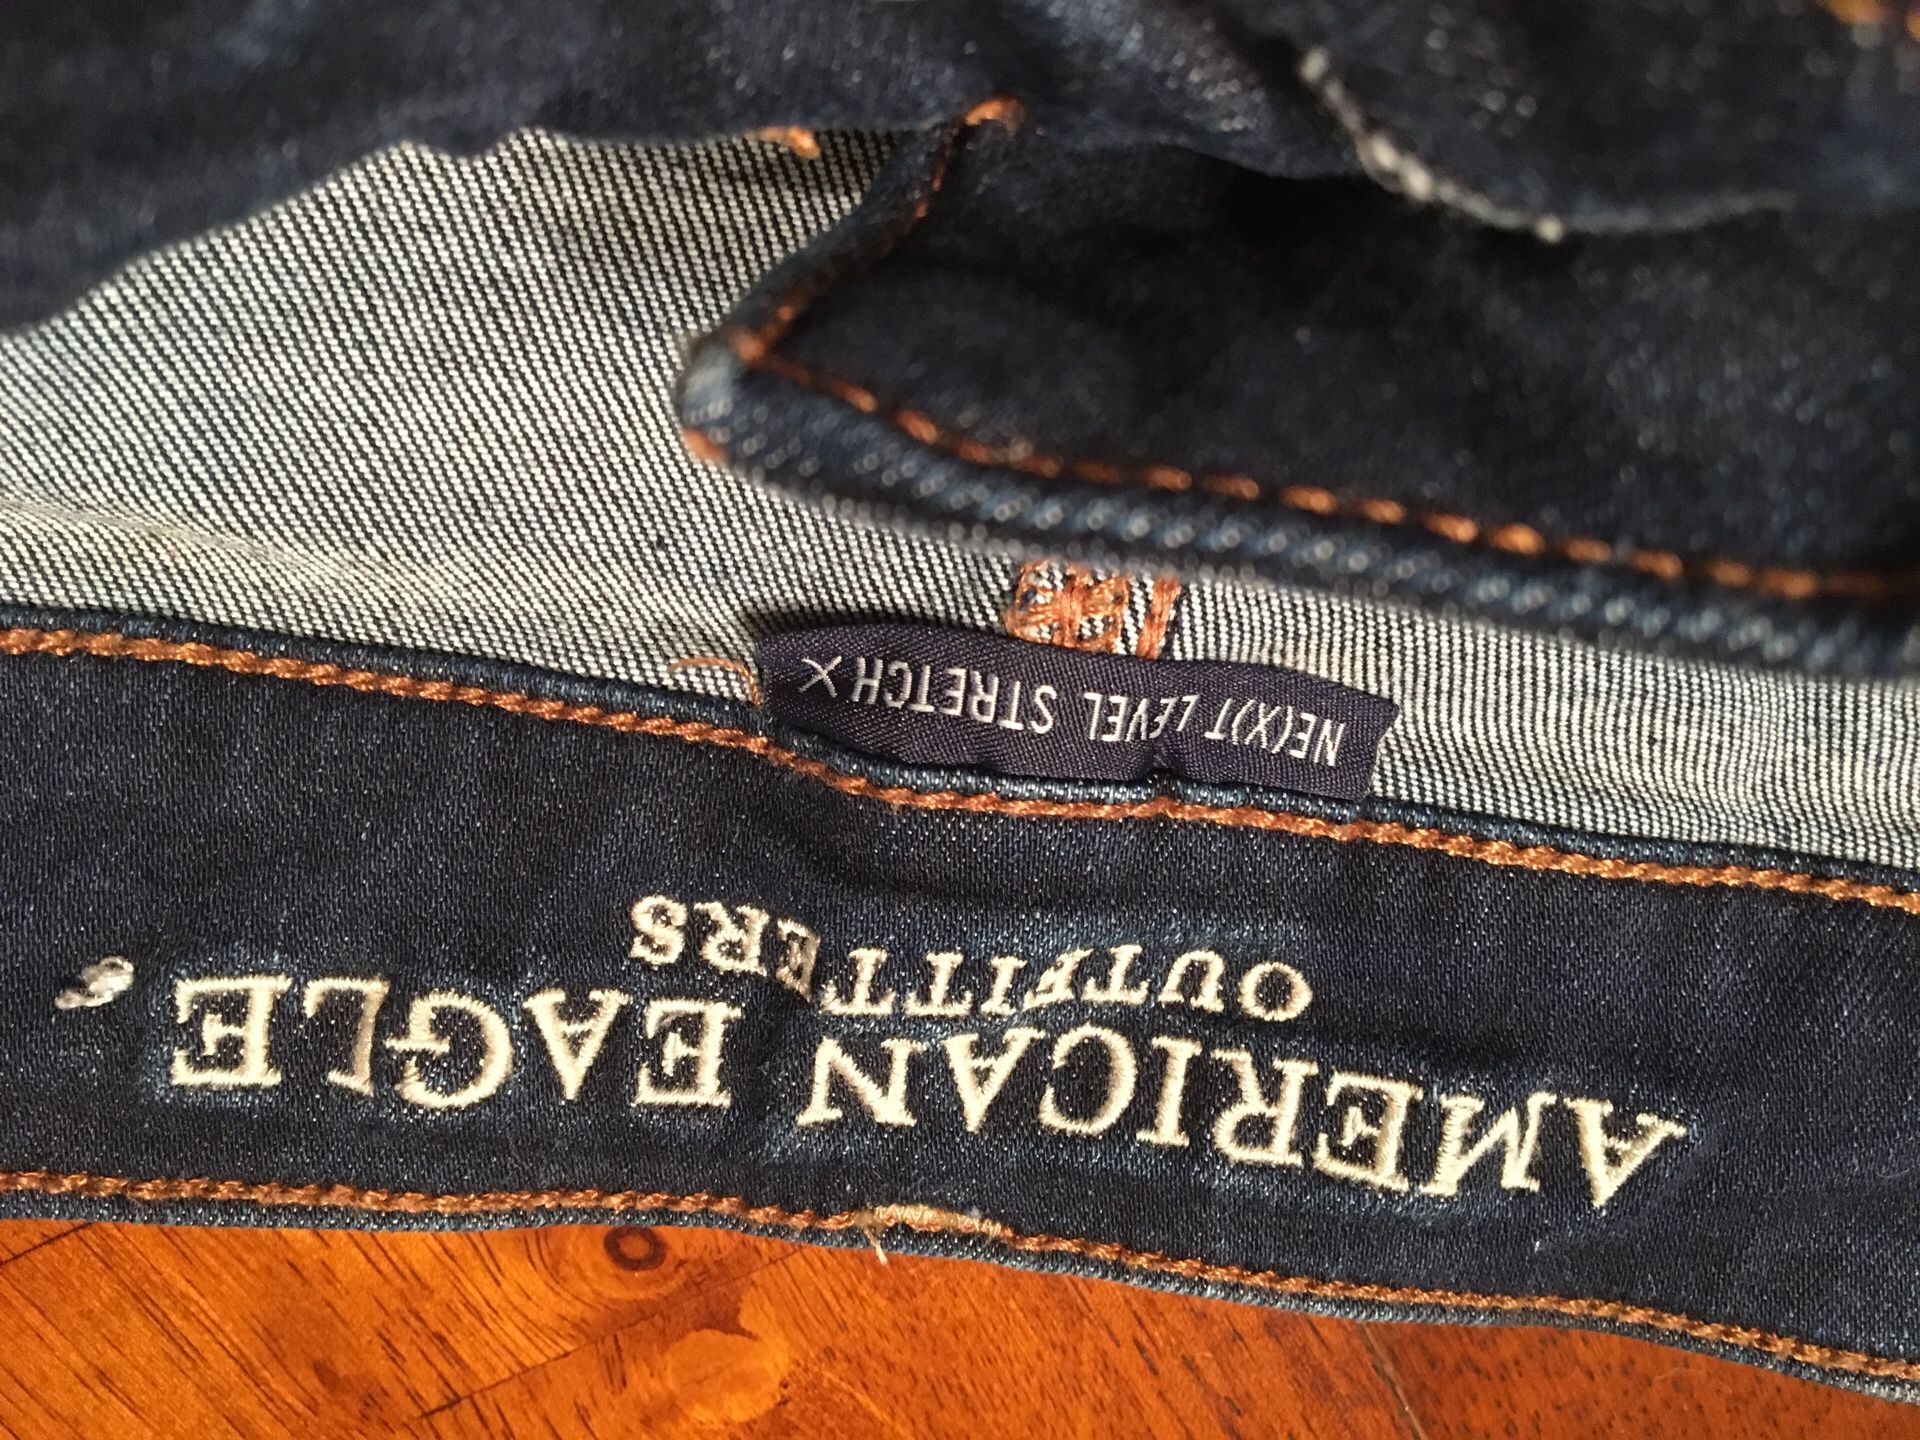 AMERICAN EAGLE
OUTFITTERS
NE(X)T LEVEL STRETCH X